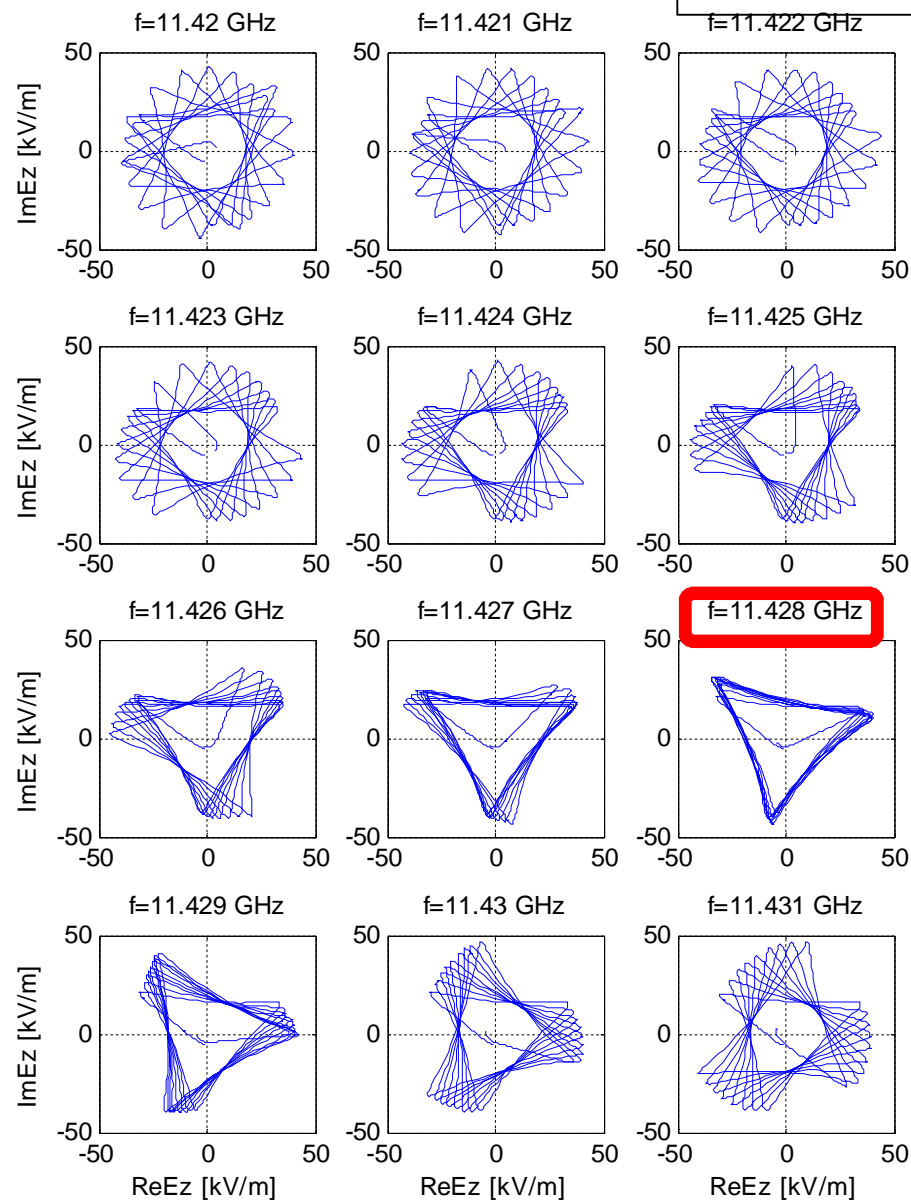 f=11.42 GHz
f=11.421 GHz
f=11.422 GHz
50
0
-50
ImEz [kV/m]
-50 0 50
50
0
-50
-50 0 50
50
0
-50
-50 0 50
f=11.423 GHz
f=11.424 GHz
f=11.425 GHz
50
0
-50
ImEz [kV/m]
-50 0 50
50
0
-50
-50 0 50
50
0
-50
-50 0 50
f=11.426 GHz
f=11.427 GHz
f=11.428 GHz
50
0
-50
ImEz [kV/m]
-50 0 50
50
0
-50
-50 0 50
50
0
-50
-50 0 50
f=11.429 GHz
f=11.43 GHz
f=11.431 GHz
50
0
-50
ImEz [kV/m]
-50 0 50
ReEz [kV/m]
50
0
-50
-50 0 50
ReEz [kV/m]
50
0
-50
-50 0 50
ReEz [kV/m]